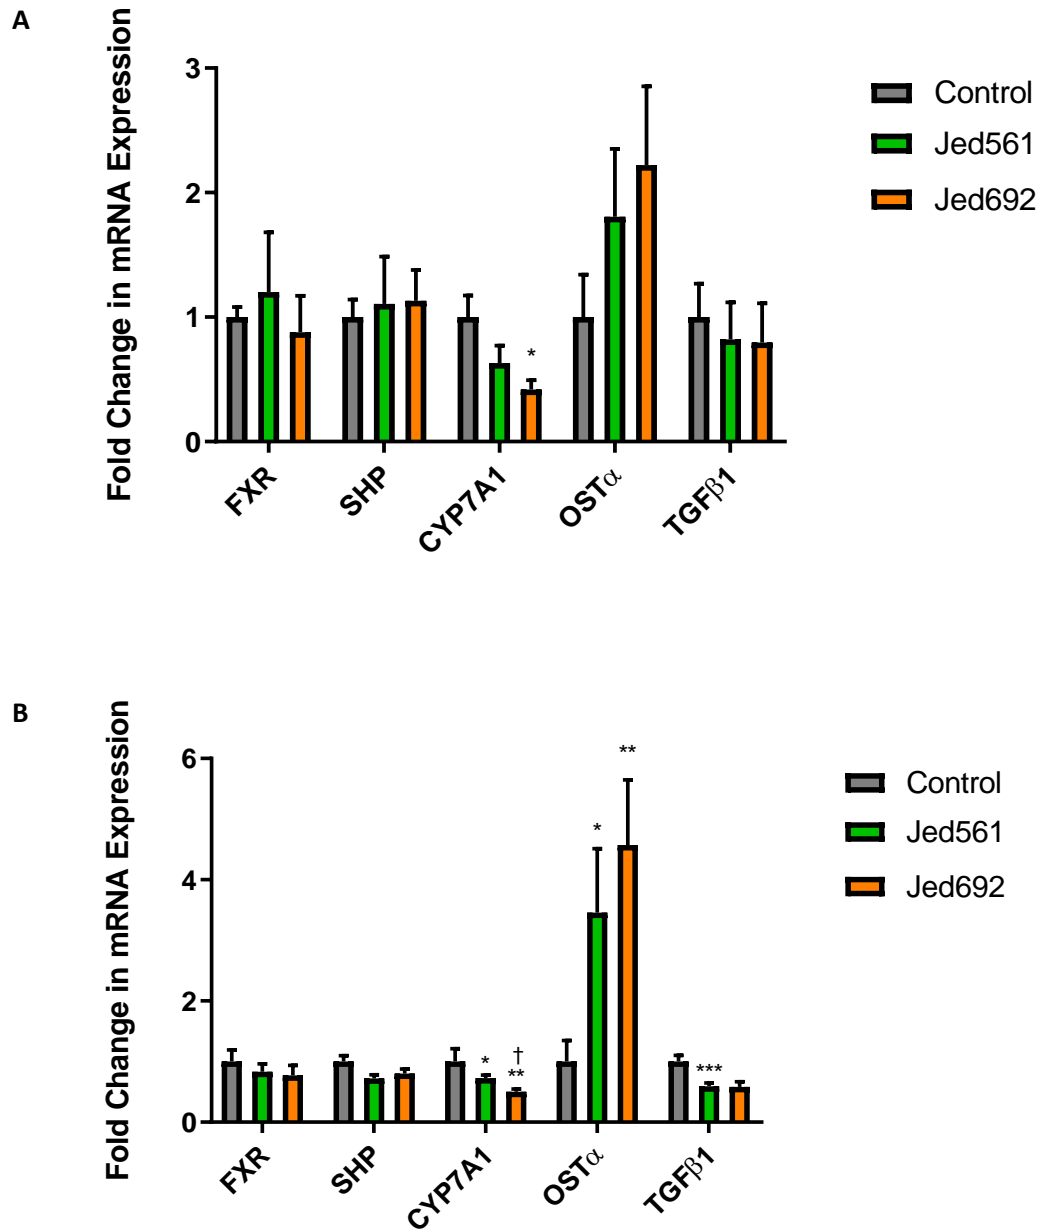 A
Fold Change in mRNA Expression
3
2
1
0
*
FXR
SHP
CYP7A1
OSTα
TGFβ1
Control
Jed561
Jed692
B
Fold Change in mRNA Expression
6
4
2
0
*
†
**
*
**
***
FXR
SHP
CYP7A1
OSTα
TGFβ1
Control
Jed561
Jed692